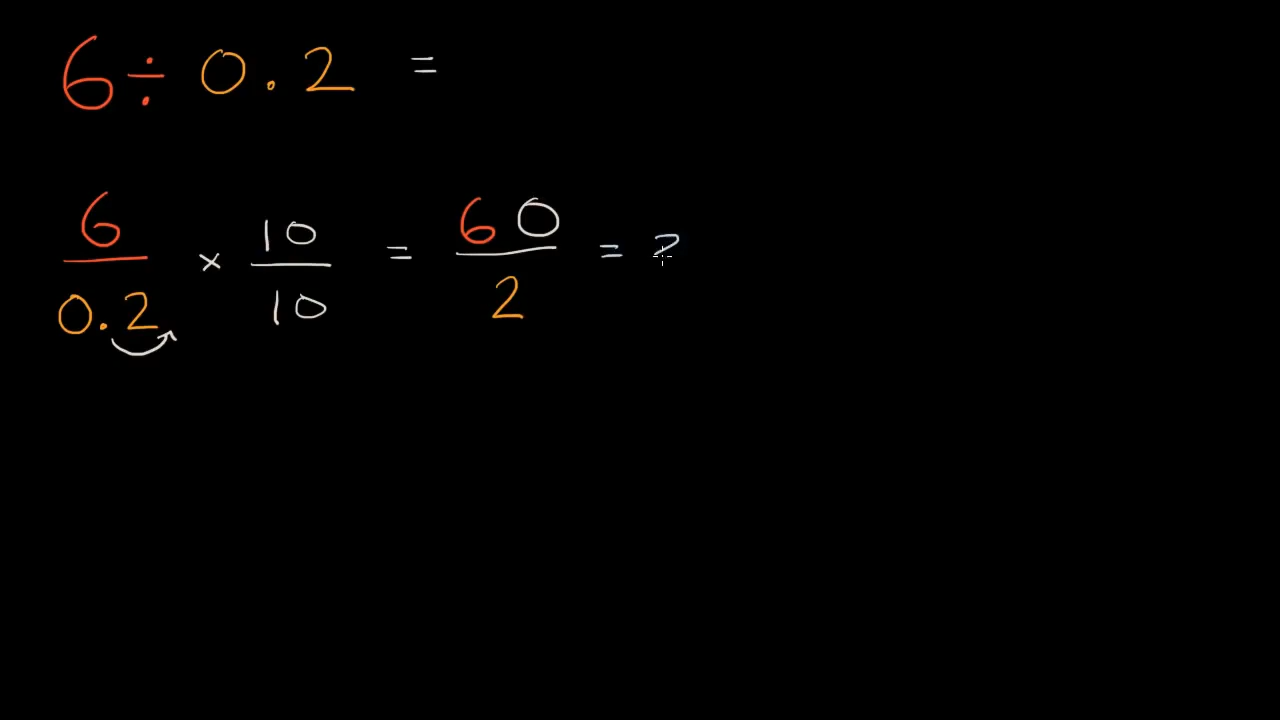 6 ÷ 0.2 =
6/0.2 × 10/10 = 60/2 =